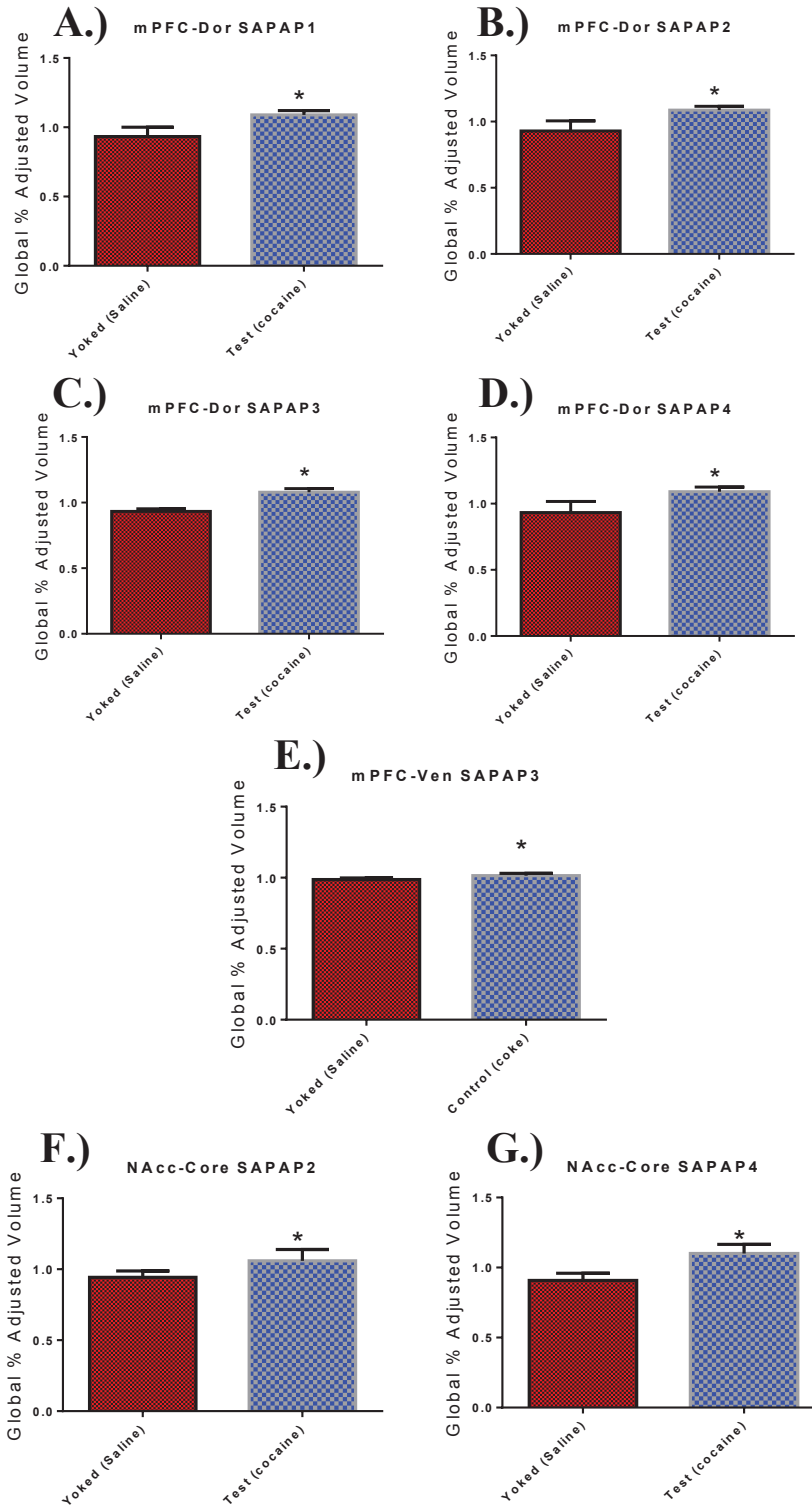 A.)
mPFC-Dor SAPAP1
Global % Adjusted Volume
1.5
1.0
0.5
0.0
*
Yoked (Saline)
Test (cocaine)
B.)
mPFC-Dor SAPAP2
Global % Adjusted Volume
1.5
1.0
0.5
0.0
*
Yoked (Saline)
Test (cocaine)
C.)
mPFC-Dor SAPAP3
Global % Adjusted Volume
1.5
1.0
0.5
0.0
*
Yoked (Saline)
Test (cocaine)
D.)
mPFC-Dor SAPAP4
Global % Adjusted Volume
1.5
1.0
0.5
0.0
*
Yoked (Saline)
Test (cocaine)
E.)
mPFC-Ven SAPAP3
Global % Adjusted Volume
1.5
1.0
0.5
0.0
*
Yoked (Saline)
Control (coke)
F.)
NAcc-Core SAPAP2
Global % Adjusted Volume
1.5
1.0
0.5
0.0
*
Yoked (Saline)
Test (cocaine)
G.)
NAcc-Core SAPAP4
Global % Adjusted Volume
1.5
1.0
0.5
0.0
*
Yoked (Saline)
Test (cocaine)